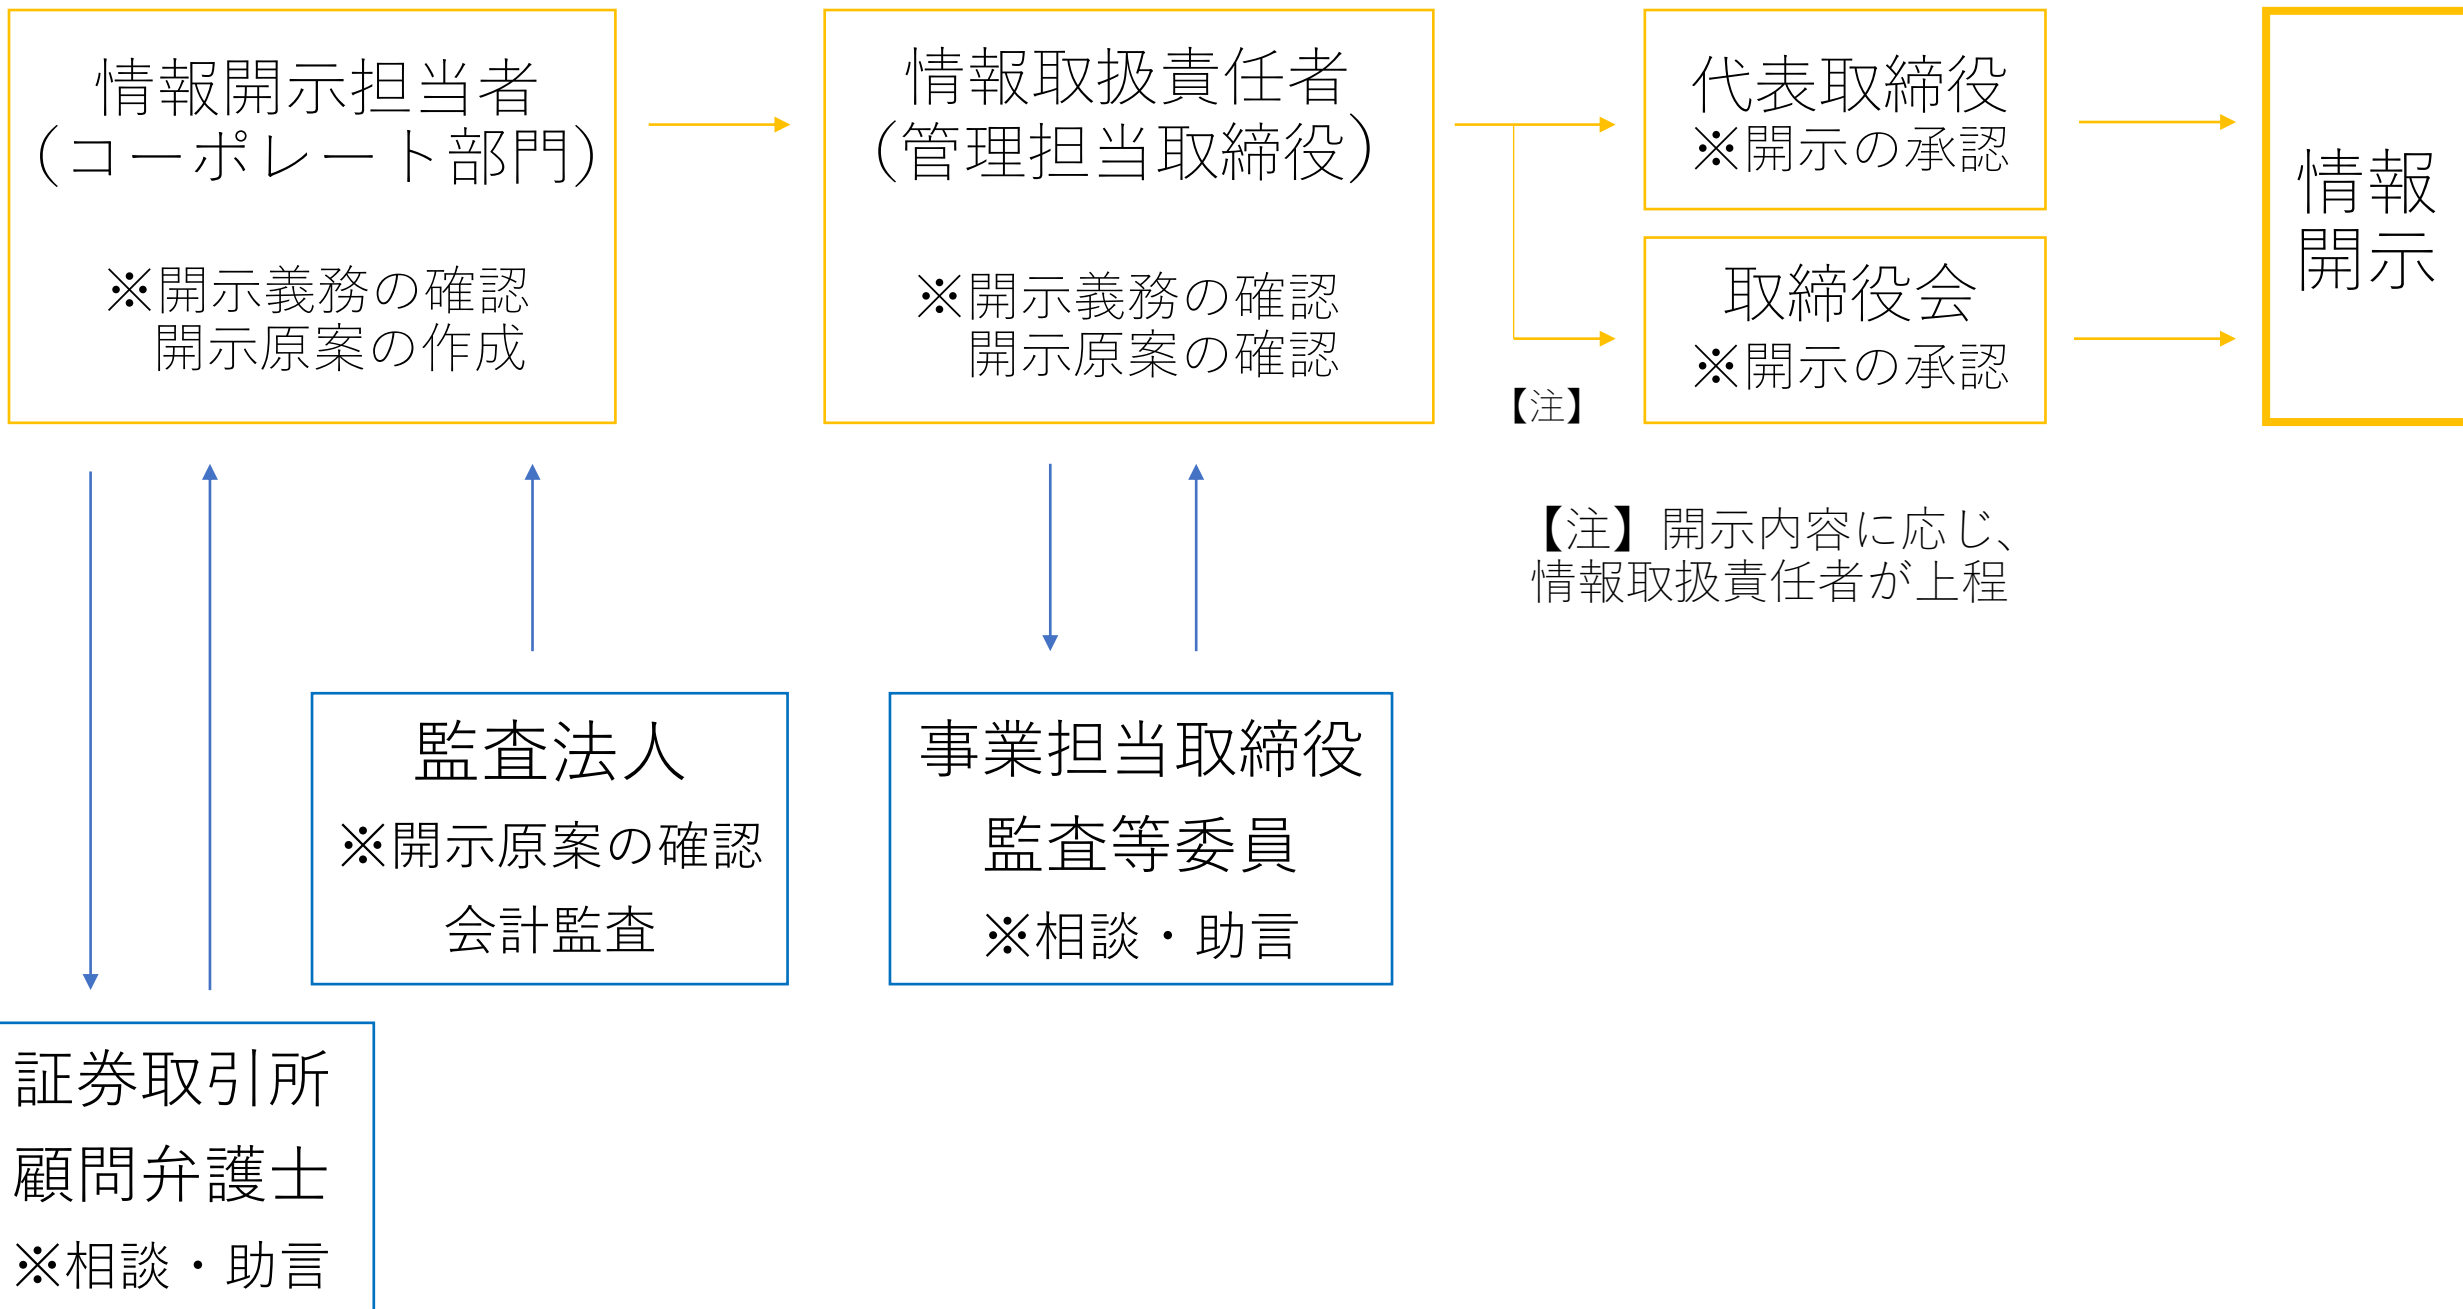 情報開示担当者
(コーポレート部門)
※開示義務の確認
開示原案の作成
情報取扱責任者
(管理担当取締役)
※開示義務の確認
開示原案の確認
代表取締役
※開示の承認
取締役会
※開示の承認
【注】
情報
開示
【注】開示内容に応じ、
情報取扱責任者が上程
監査法人
※開示原案の確認
会計監査
事業担当取締役
監査等委員
※相談・助言
証券取引所
顧問弁護士
※相談・助言